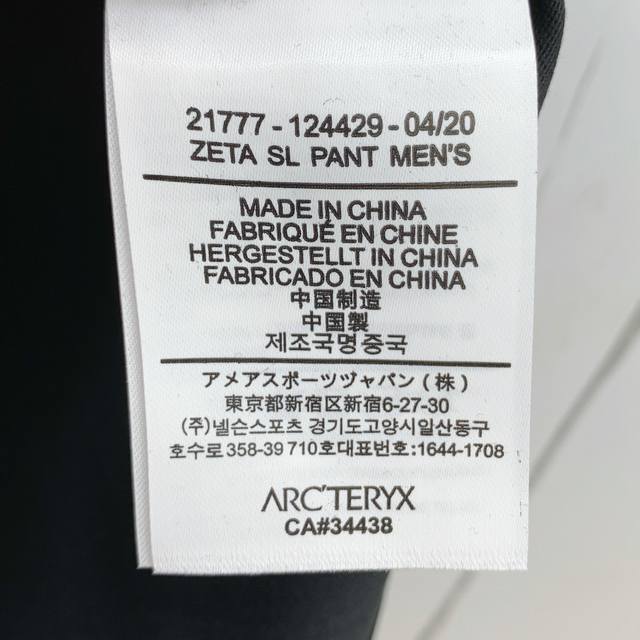 21777 - 124429 - 04/20
ZETA SL PANT MEN'S
MADE IN CHINA
FABRIQUÉ EN CHINE
HERGESTELLT IN CHINA
FABRICADO EN CHINA
中国制造
中国製
제조국명중국
アメアスポーツヅャパン (株)
東京都新宿区新宿6-27-30
(주)넬슨스포츠 경기도고양시일산동구
호수로 358-39 710호대표번호:1644-1708
ARC'TERYX
CA#34438